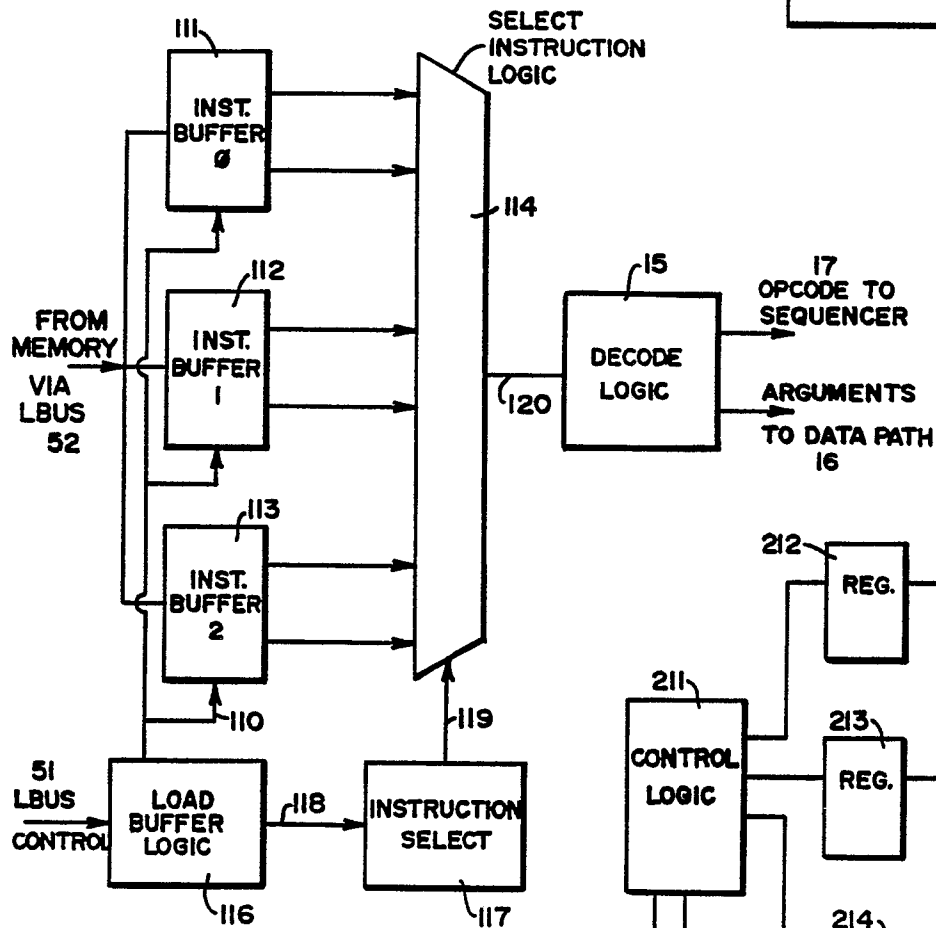 111
INST.
BUFFER
Ø
SELECT
INSTRUCTION
LOGIC
114
112
INST.
BUFFER
1
FROM
MEMORY
VIA
LBUS
52
15
DECODE
LOGIC
120
17
OPCODE TO
SEQUENCER
ARGUMENTS
TO DATA PATH
16
113
INST.
BUFFER
2
110
119
51
LBUS
CONTROL
LOAD
BUFFER
LOGIC
116
118
INSTRUCTION
SELECT
117
211
CONTROL
LOGIC
212
REG.
213
REG.
214